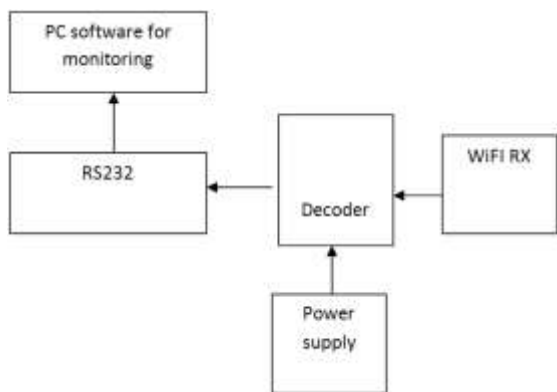 PC software for
monitoring
RS232
Decoder
WiFI RX
Power
supply